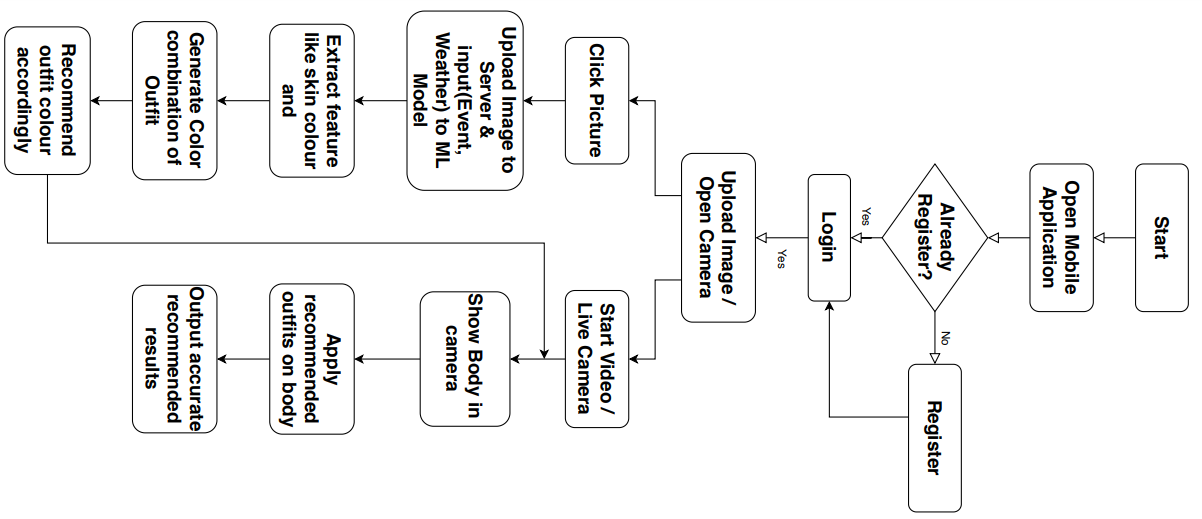 Start
Open Mobile
Application
Already
Register?
No
Register
Yes
Login
Yes
Upload Image /
Open Camera
Click Picture
Upload Image to
Server &
input(Event,
Weather) to ML
Model
Extract feature
like skin colour
and
Generate Color
combination of
Outfit
Recommend
outfit colour
accordingly
Start Video /
Live Camera
Show Body in
camera
Apply
recommended
outfits on body
Output accurate
recommended
results